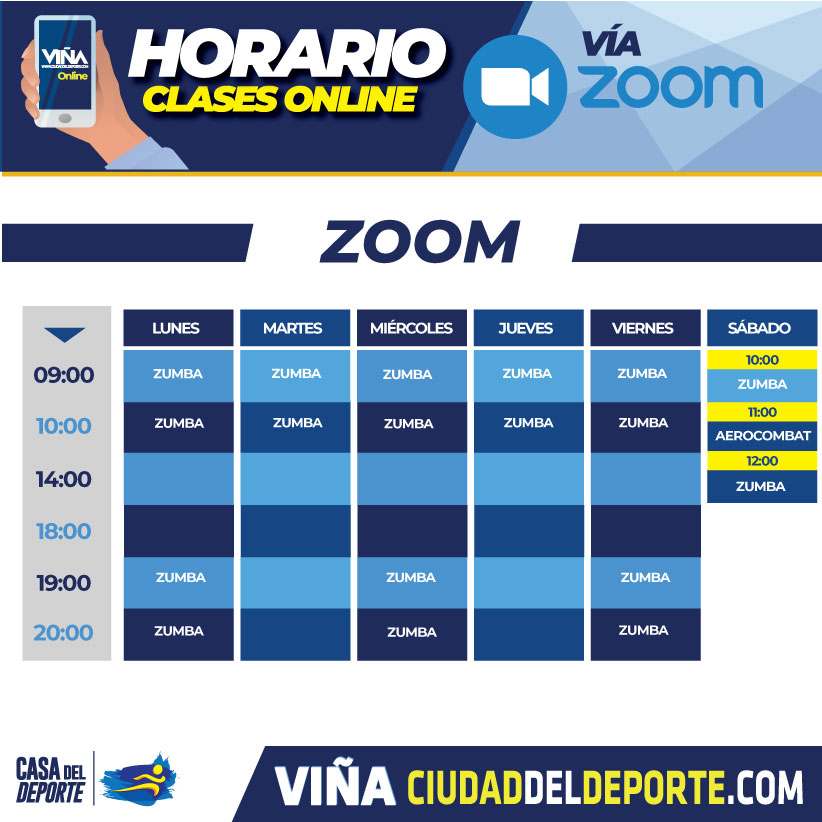 VIÑA
Online
HORARIO
CLASES ONLINE
VÍA
zoom
ZOOM
LUNES MARTES MIÉRCOLES JUEVES VIERNES SÁBADO
09:00 ZUMBA ZUMBA ZUMBA ZUMBA ZUMBA 10:00
ZUMBA
10:00 ZUMBA ZUMBA ZUMBA ZUMBA ZUMBA 11:00
AEROCOMBAT
14:00 12:00
ZUMBA
18:00
19:00 ZUMBA ZUMBA ZUMBA
20:00 ZUMBA ZUMBA ZUMBA
CASA DEL
DEPORTE
VIÑA CIUDADDELDEPORTE.COM